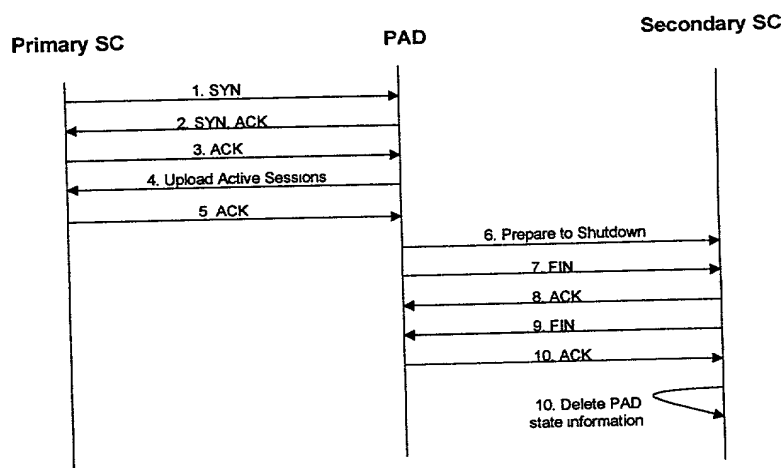 Primary SC
PAD
Secondary SC
1. SYN
2. SYN, ACK
3. ACK
4. Upload Active Sessions
5 ACK
6. Prepare to Shutdown
7. FIN
8. ACK
9. FIN
10. ACK
10. Delete PAD
state information